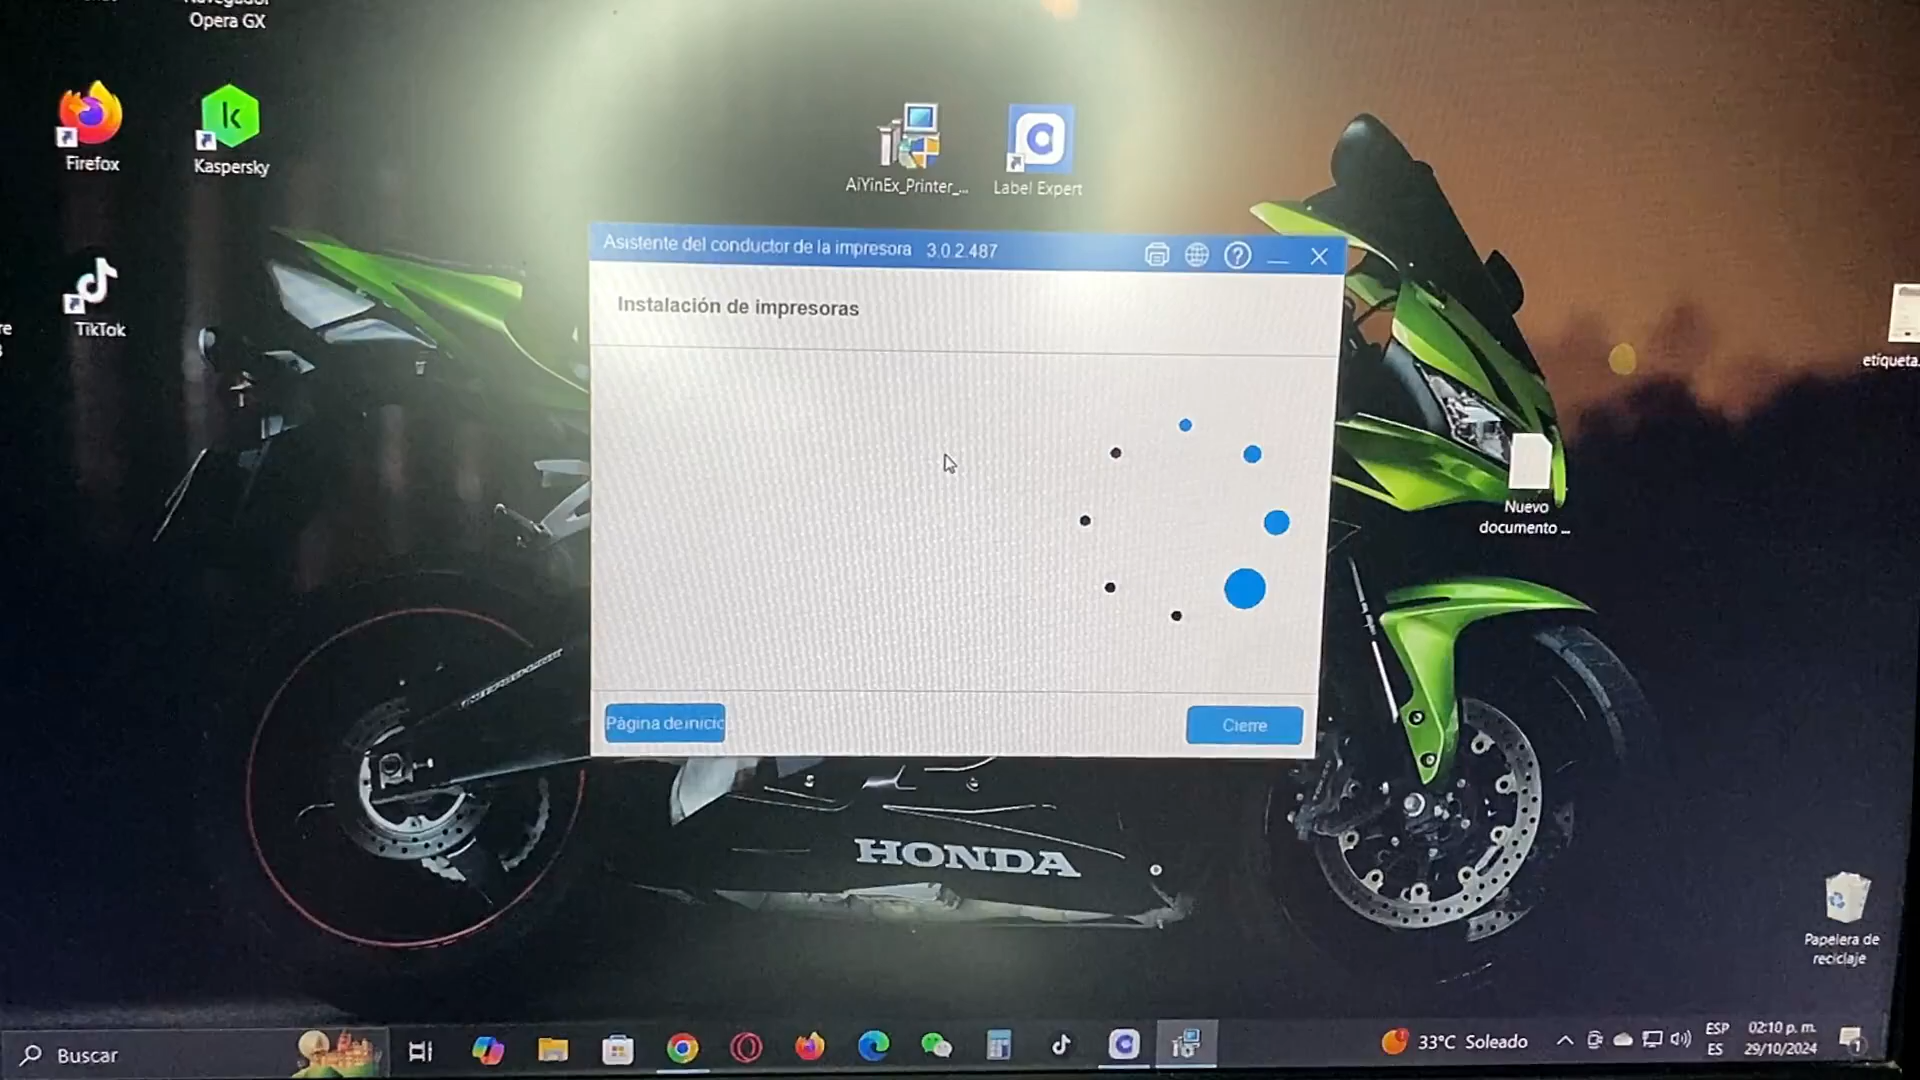 Opera GX
Firefox
Kaspersky
AiYinEx_Printer_...
Label Expert
TikTok
Asistente del conductor de la impresora 3.0.2.487
Instalación de impresoras
etiqueta.
Nuevo
documento ...
Página de inicio
Cierre
HONDA
Papelera de
reciclaje
Buscar
33°C Soleado
ESP
ES
02:10 p. m.
29/10/2024
1